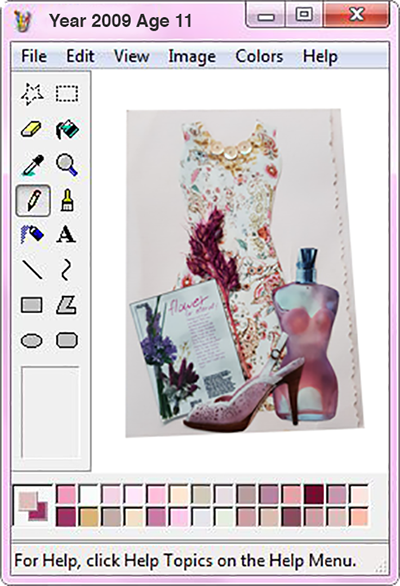 Year 2009 Age 11
File Edit View Image Colors Help
A
flower
For Help, click Help Topics on the Help Menu.